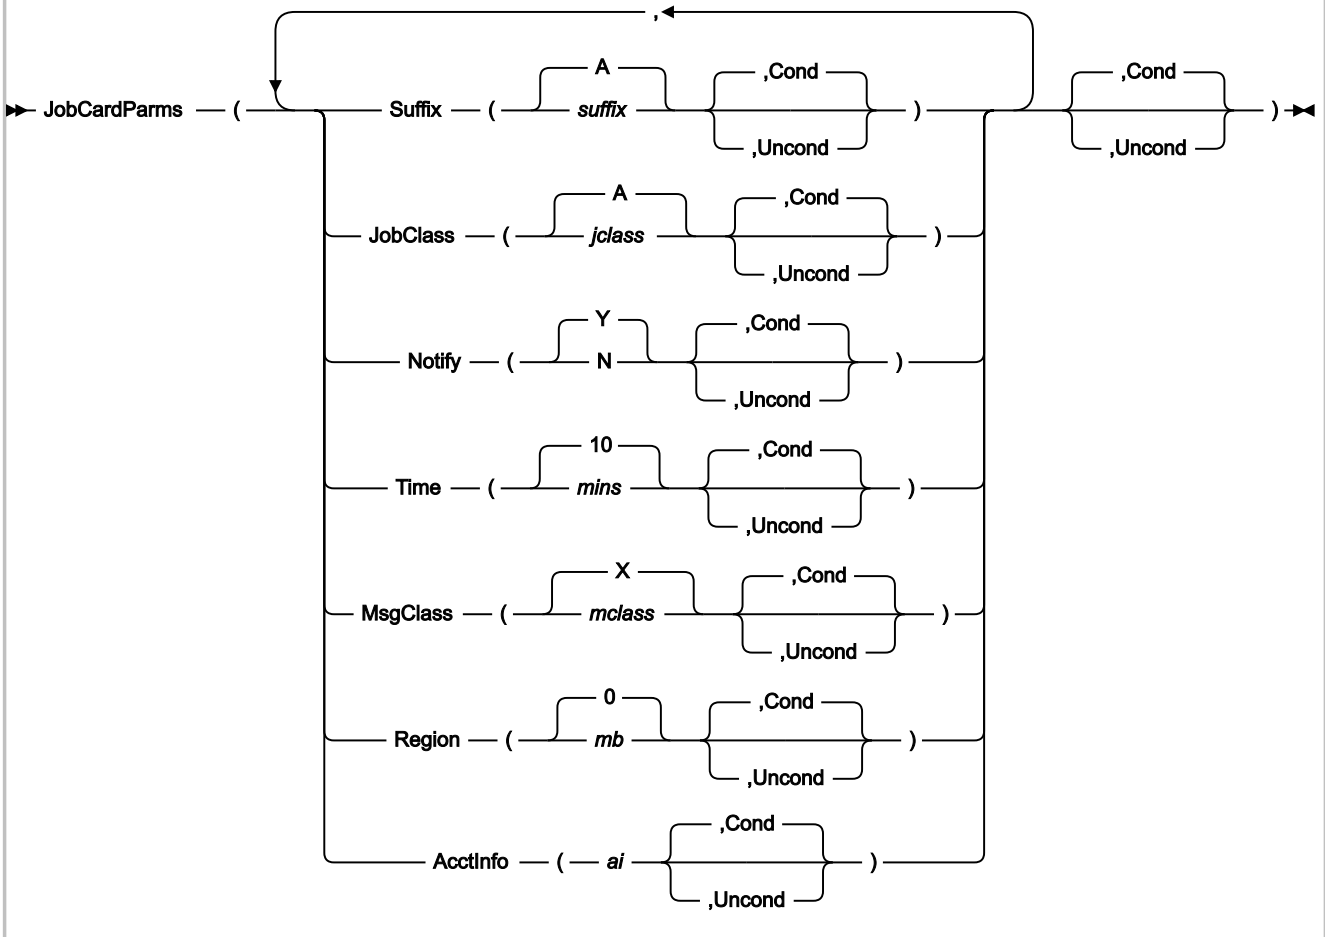 ,
A ,Cond ,Cond
JobCardParms ( Suffix ( suffix ) )
,Uncond ,Uncond
A ,Cond
JobClass ( jclass )
,Uncond
Y ,Cond
Notify ( N )
,Uncond
10 ,Cond
Time ( mins )
,Uncond
X ,Cond
MsgClass ( mclass )
,Uncond
0 ,Cond
Region ( mb )
,Uncond
,Cond
AcctInfo ( ai )
,Uncond